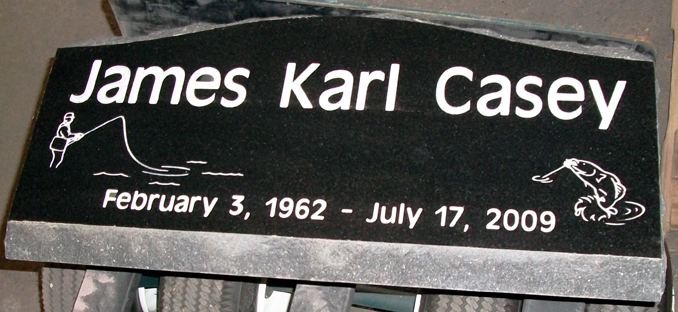 James Karl Casey
February 3, 1962 - July 17, 2009